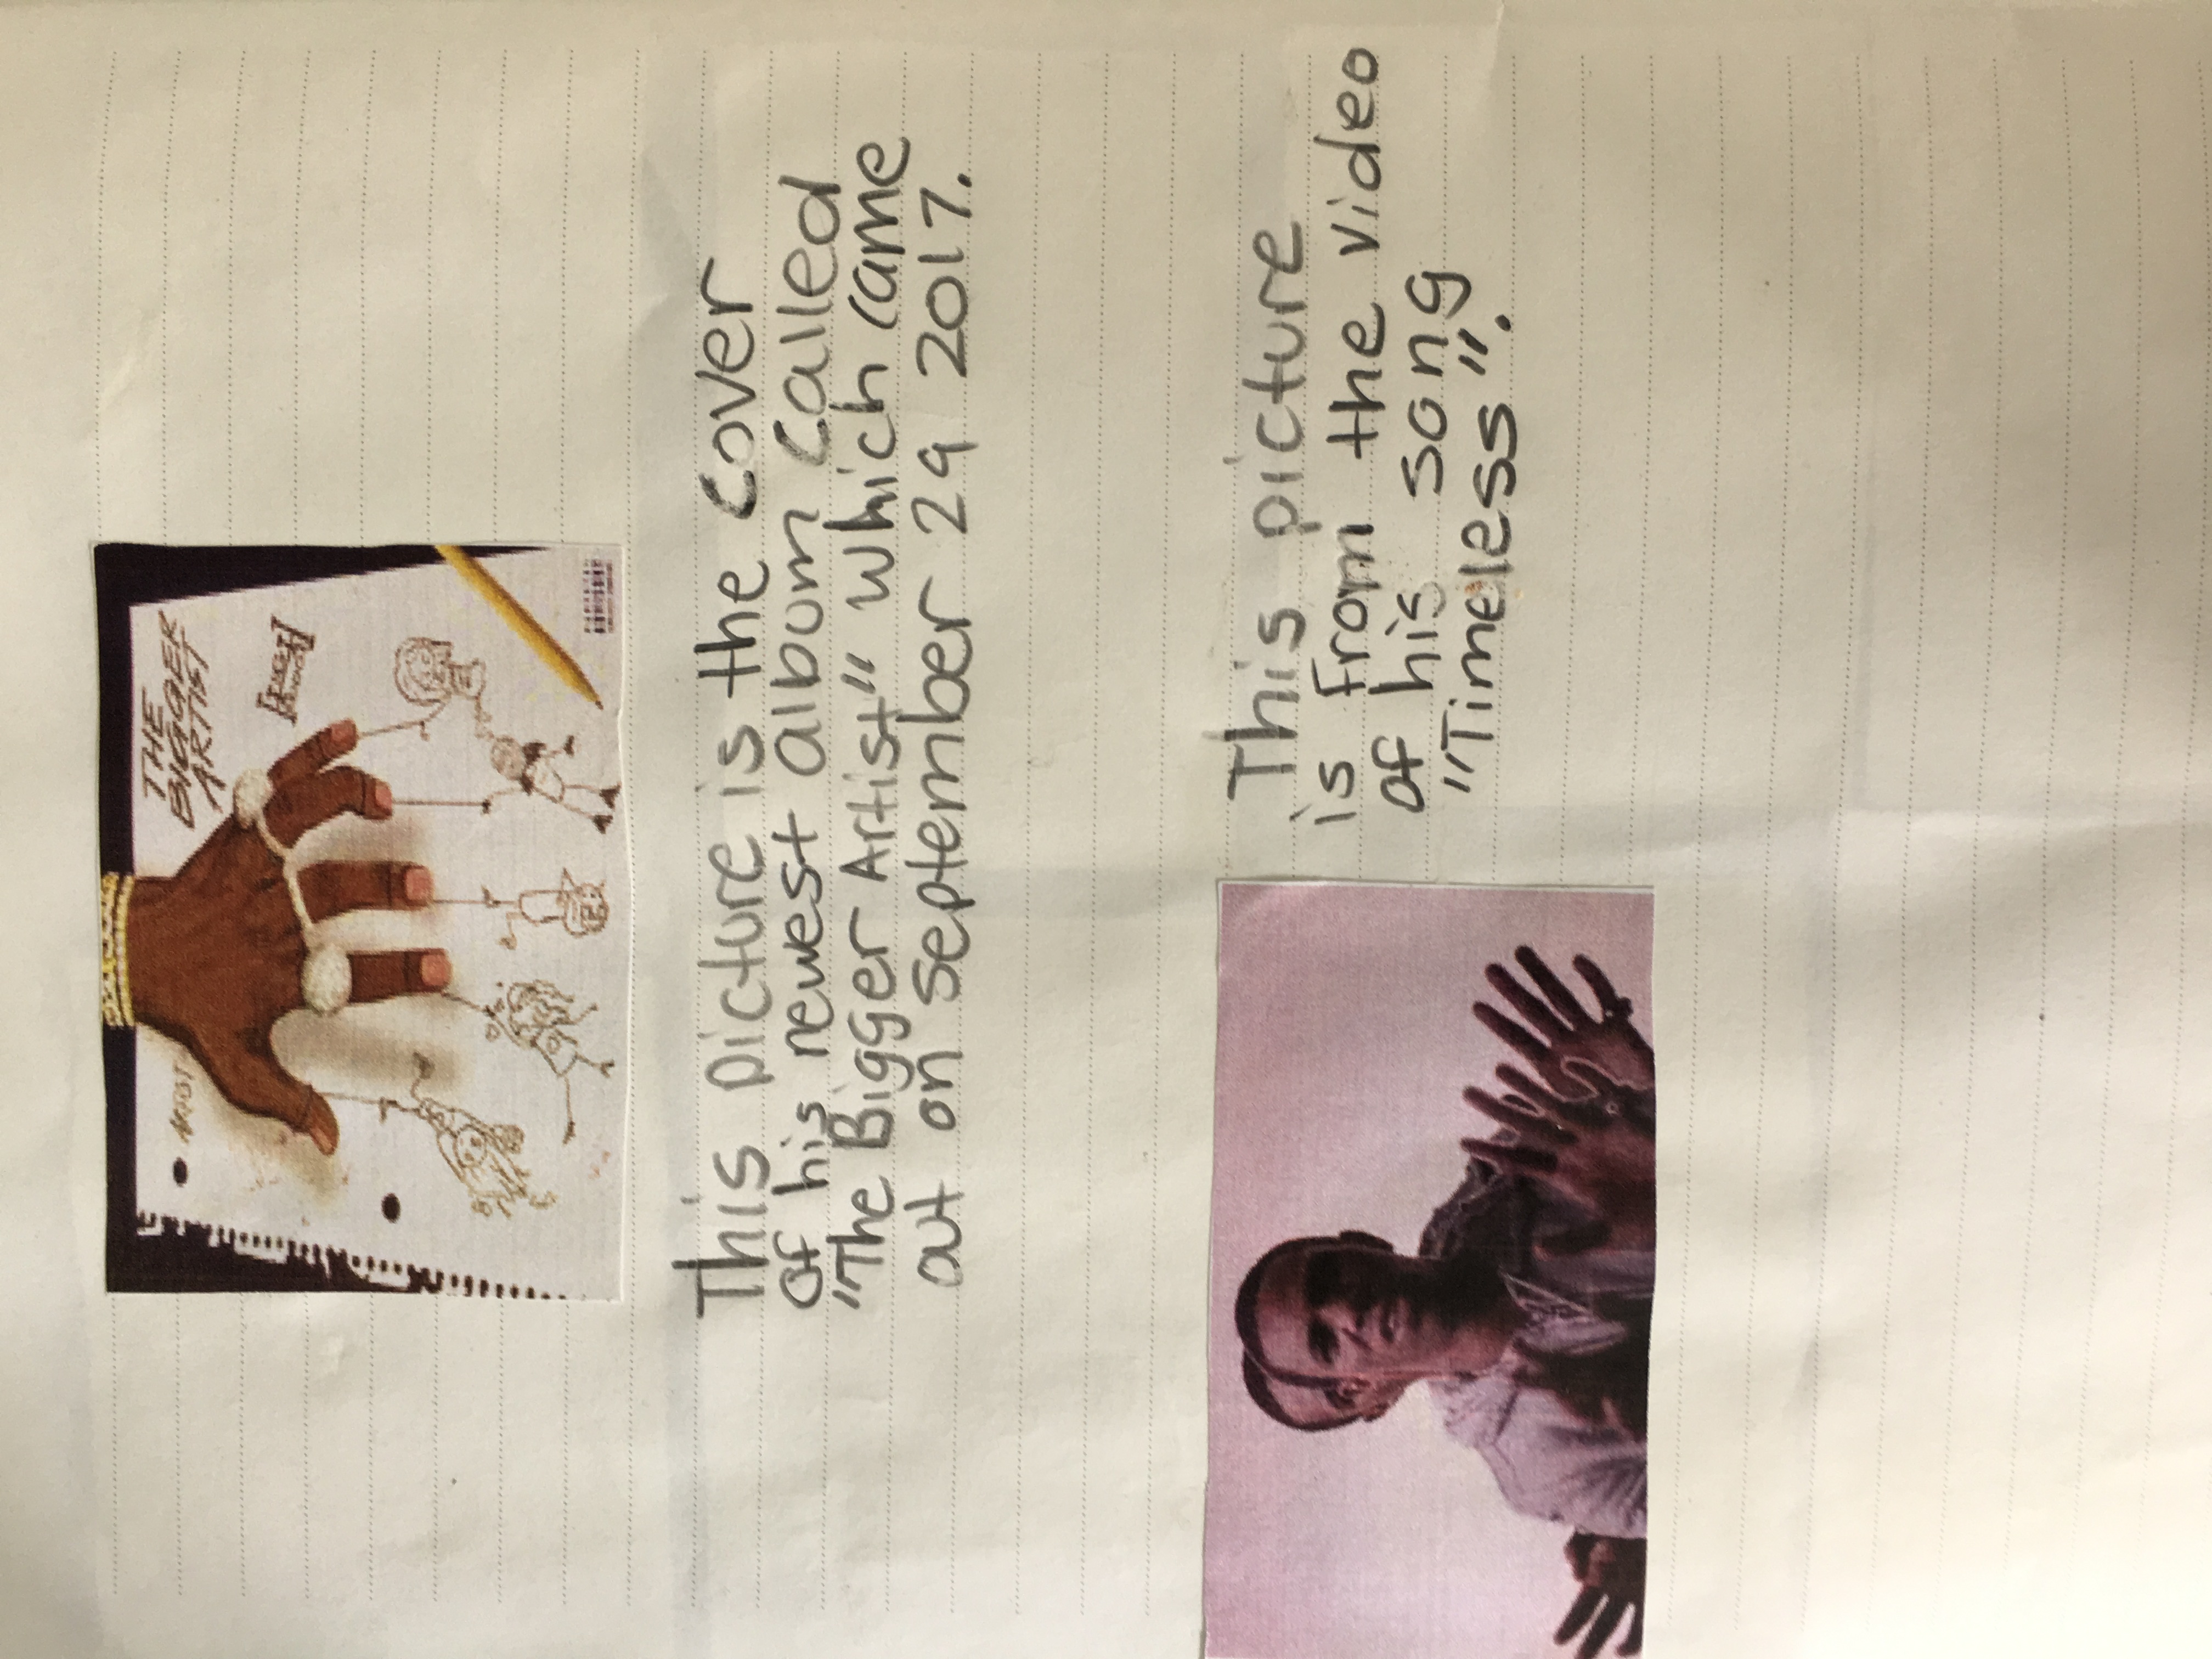 ARTIST
THE
BIGGER
ARTIST
This picture is the cover
of his newest album called
"The Bigger Artist" which came
out on september 29 2017.
This picture
is from the video
of his song
"Timeless".